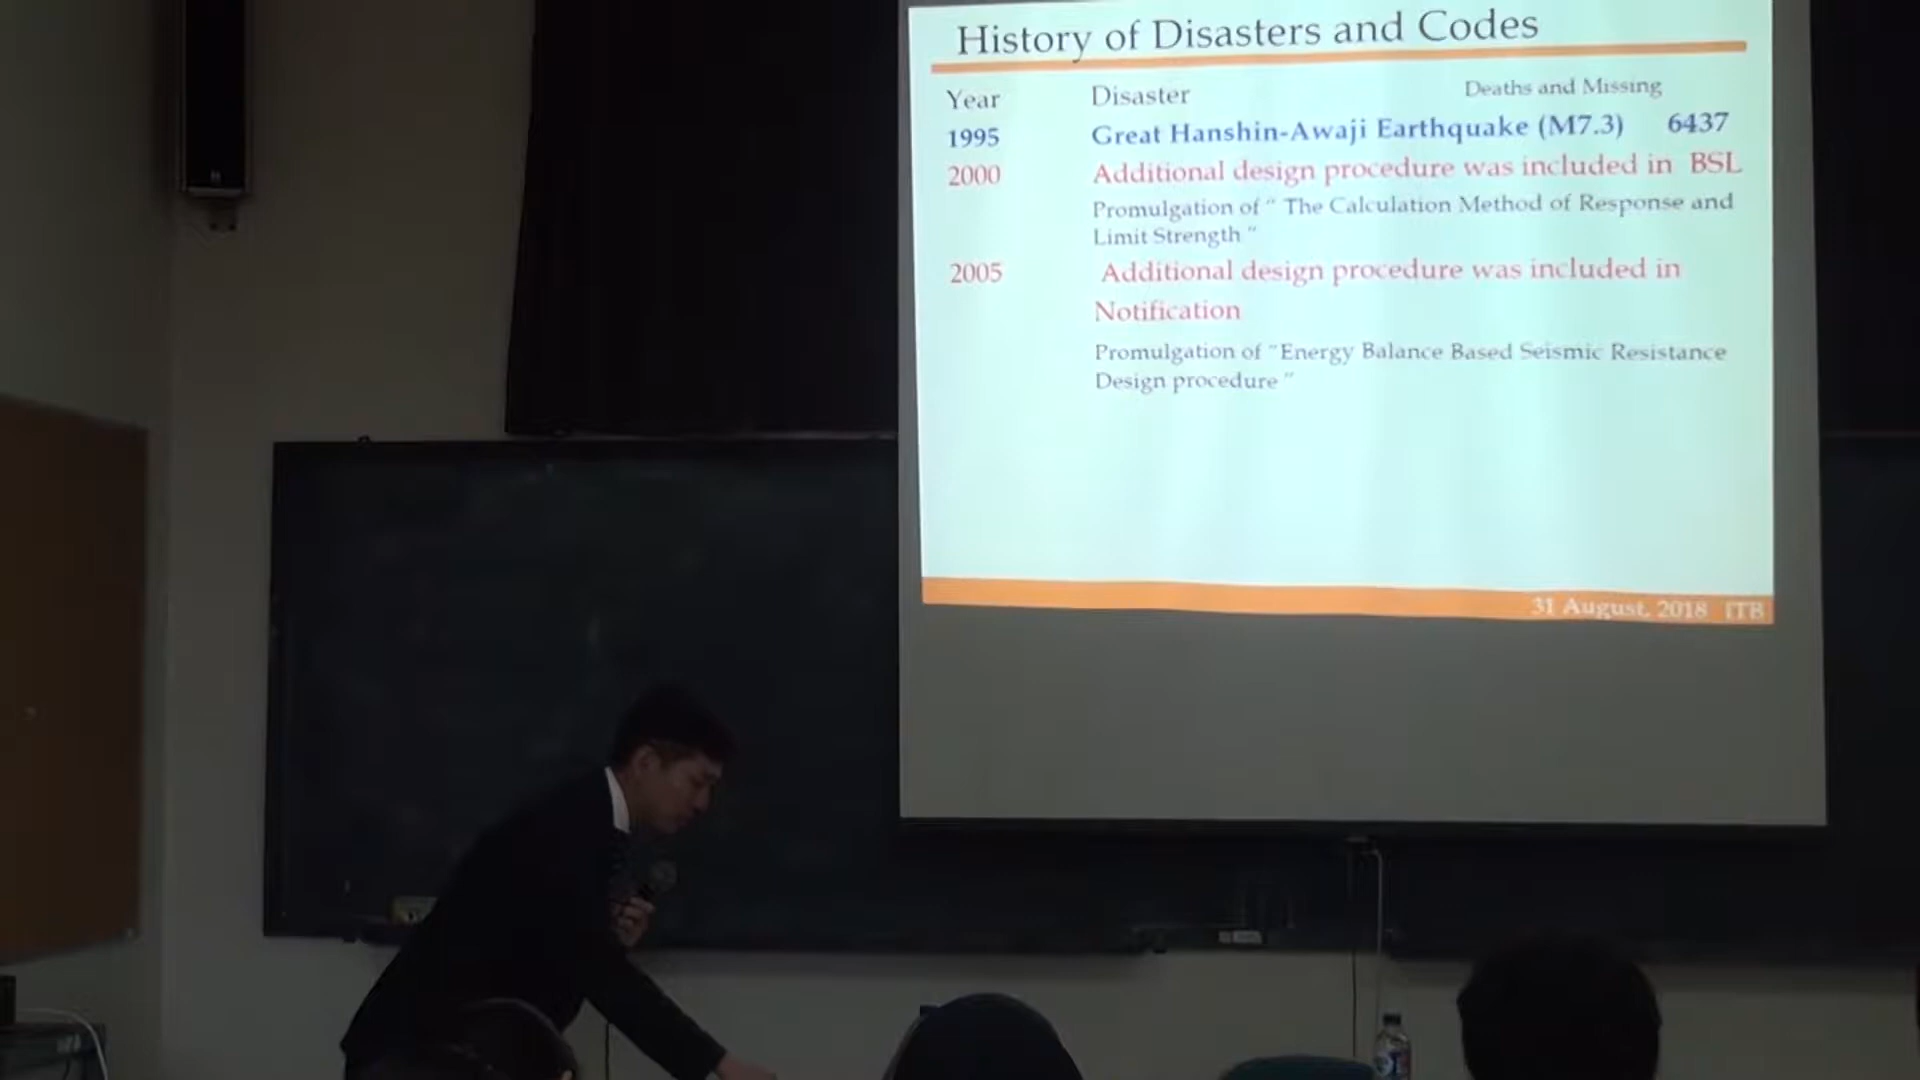 History of Disasters and Codes
Year Disaster Deaths and Missing
1995 Great Hanshin-Awaji Earthquake (M7.3) 6437
2000 Additional design procedure was included in BSL
Promulgation of “ The Calculation Method of Response and
Limit Strength ”
2005 Additional design procedure was included in
Notification
Promulgation of “Energy Balance Based Seismic Resistance
Design procedure ”
31 August, 2018 ITB